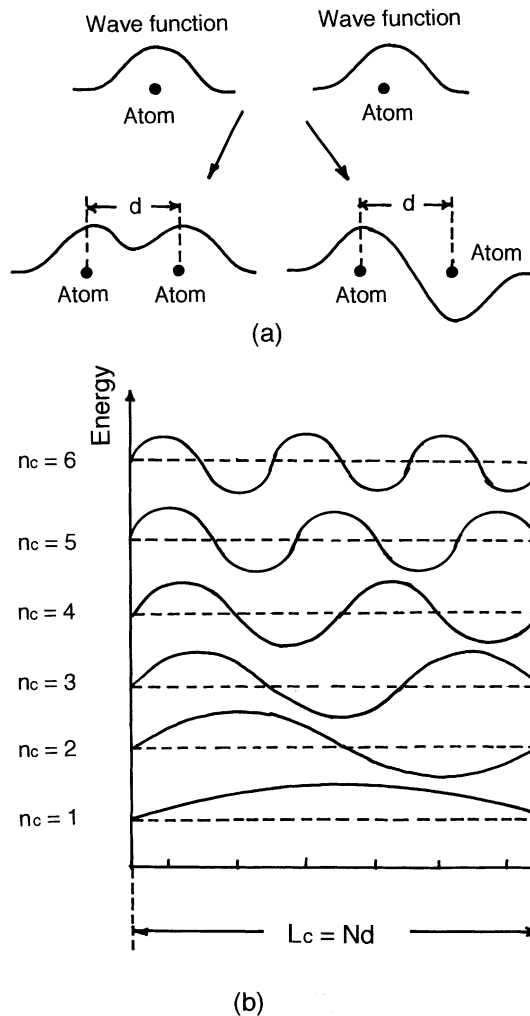 Wave function Wave function
Atom Atom
d d
Atom Atom Atom Atom
(a)
Energy
nc = 6
nc = 5
nc = 4
nc = 3
nc = 2
nc = 1
Lc = Nd
(b)